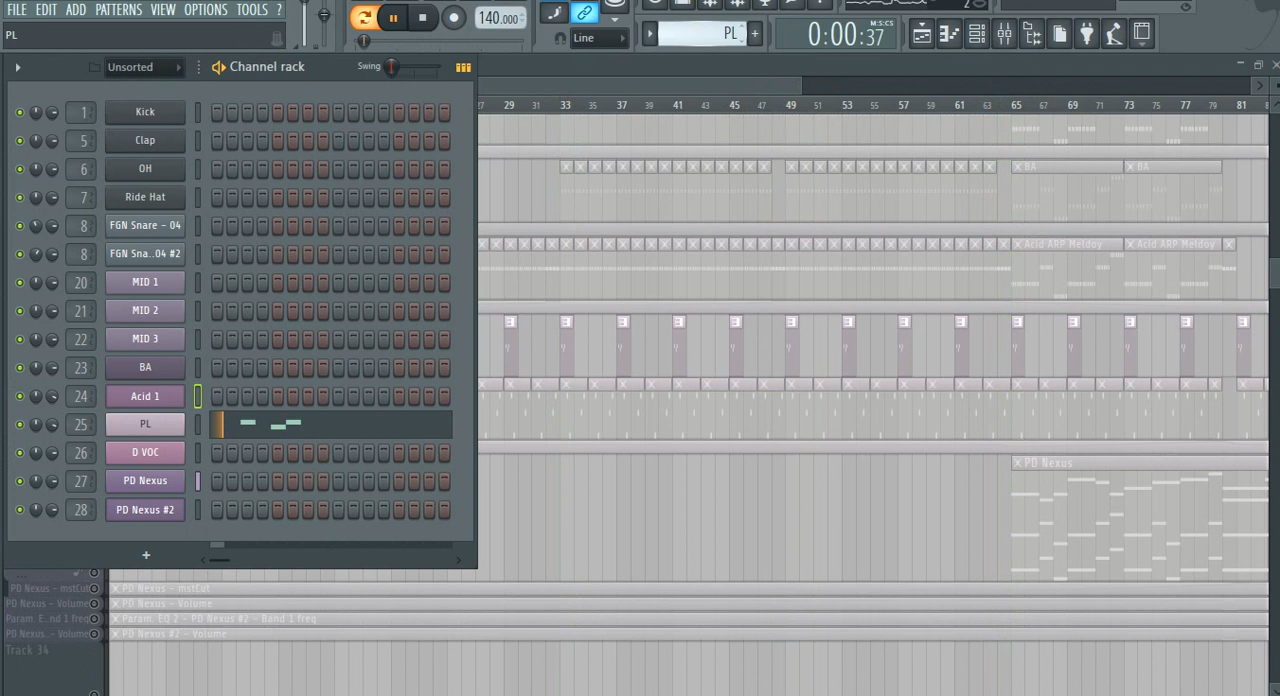 FILE EDIT ADD PATTERNS VIEW OPTIONS TOOLS ?
140.000
PL
0:00:37
M:S:CS
PL
Line
Unsorted
Channel rack
Swing
29 31 33 35 37 39 41 43 45 47 49 51 53 55 57 59 61 63 65 67 69 71 73 75 77 79 81
1 Kick
5 Clap
6 OH
7 Ride Hat
8 FGN Snare - 04
8 FGN Sna..04 #2
20 MID 1
21 MID 2
22 MID 3
23 BA
24 Acid 1
25 PL
26 D VOC
27 PD Nexus
28 PD Nexus #2
+
BA
BA
Acid ARP Meldoy
Acid ARP Meldoy
PD Nexus
PD Nexus - mstCut
PD Nexus - mstCut
PD Nexus - Volume
PD Nexus - Volume
Param. E..nd 1 freq
Param. EQ 2 - PD Nexus #2 - Band 1 freq
PD Nexus.. - Volume
PD Nexus #2 - Volume
Track 34